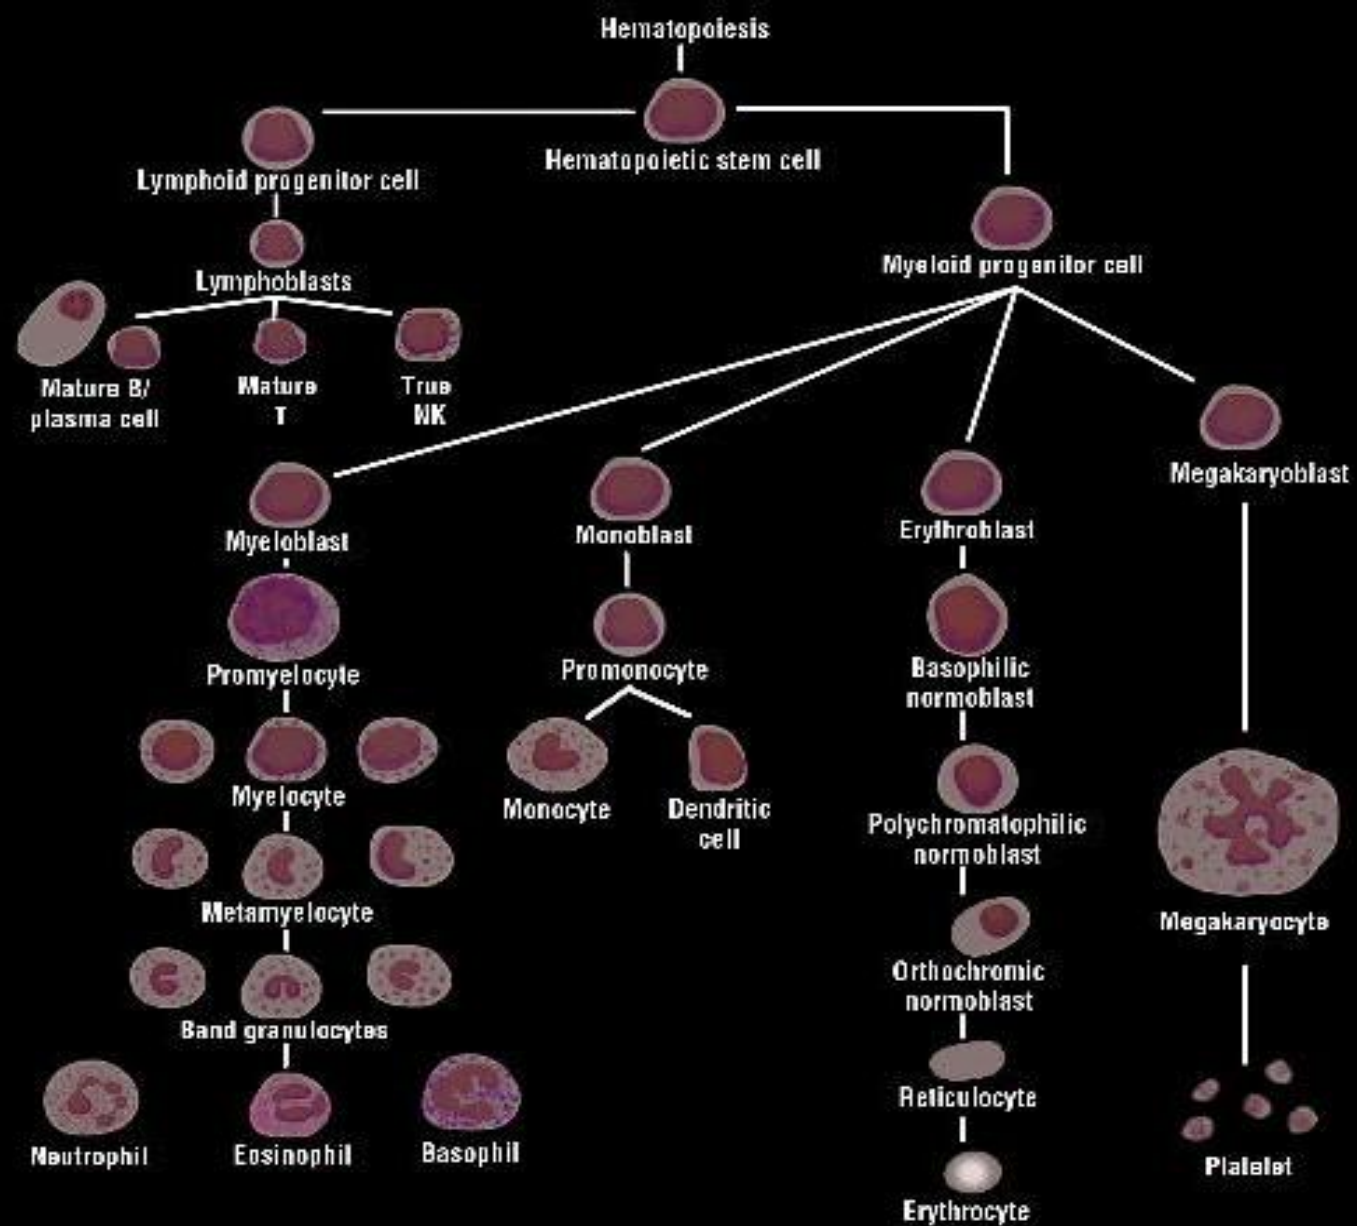 Hematopoiesis
Hematopoietic stem cell
Lymphoid progenitor cell
Lymphoblasts
Mature B/
plasma cell
Mature
T
True
NK
Myeloid progenitor cell
Myeloblast
Monoblast
Erythroblast
Megakaryoblast
Promyelocyte
Promonocyte
Basophilic
normoblast
Myelocyte
Monocyte
Dendritic
cell
Polychromatophilic
normoblast
Metamyelocyte
Megakaryocyte
Orthochromic
normoblast
Band granulocytes
Reticulocyte
Neutrophil
Eosinophil
Basophil
Platelet
Erythrocyte